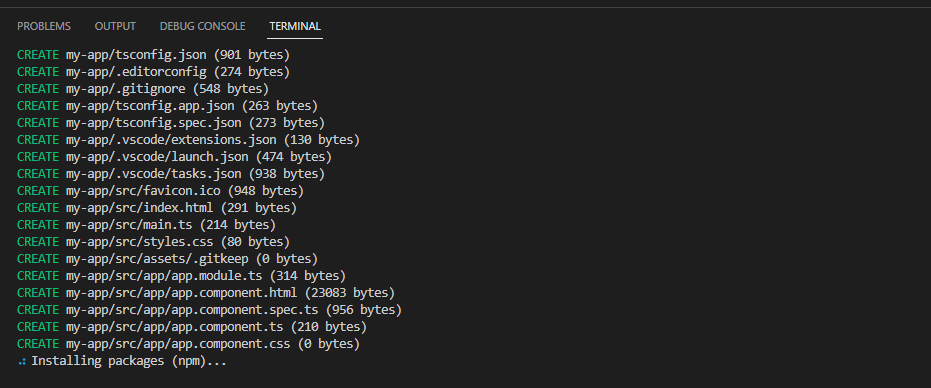 PROBLEMS OUTPUT DEBUG CONSOLE TERMINAL
CREATE my-app/tsconfig.json (901 bytes)
CREATE my-app/.editorconfig (274 bytes)
CREATE my-app/.gitignore (548 bytes)
CREATE my-app/tsconfig.app.json (263 bytes)
CREATE my-app/tsconfig.spec.json (273 bytes)
CREATE my-app/.vscode/extensions.json (130 bytes)
CREATE my-app/.vscode/launch.json (474 bytes)
CREATE my-app/.vscode/tasks.json (938 bytes)
CREATE my-app/src/favicon.ico (948 bytes)
CREATE my-app/src/index.html (291 bytes)
CREATE my-app/src/main.ts (214 bytes)
CREATE my-app/src/styles.css (80 bytes)
CREATE my-app/src/assets/.gitkeep (0 bytes)
CREATE my-app/src/app/app.module.ts (314 bytes)
CREATE my-app/src/app/app.component.html (23083 bytes)
CREATE my-app/src/app/app.component.spec.ts (956 bytes)
CREATE my-app/src/app/app.component.ts (210 bytes)
CREATE my-app/src/app/app.component.css (0 bytes)
Installing packages (npm)...